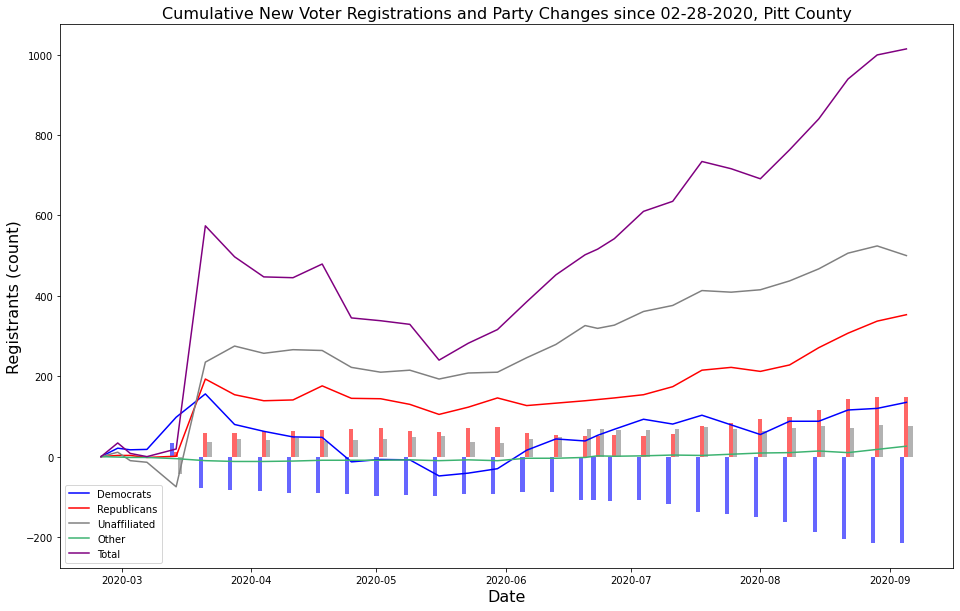 Cumulative New Voter Registrations and Party Changes since 02-28-2020, Pitt County
1000
800
600
400
200
0
−200
Registrants (count)
Democrats
Republicans
Unaffiliated
Other
Total
2020-03 2020-04 2020-05 2020-06 2020-07 2020-08 2020-09
Date